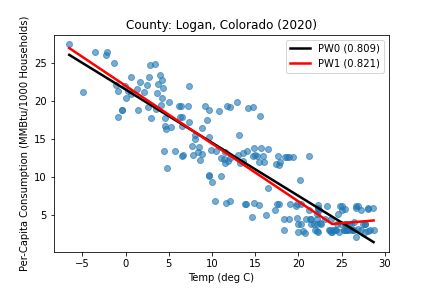 County: Logan, Colorado (2020)
Per-Capita Consumption (MMBtu/1000 Households)
25
20
15
10
5
PW0 (0.809)
PW1 (0.821)
−5 0 5 10 15 20 25 30
Temp (deg C)